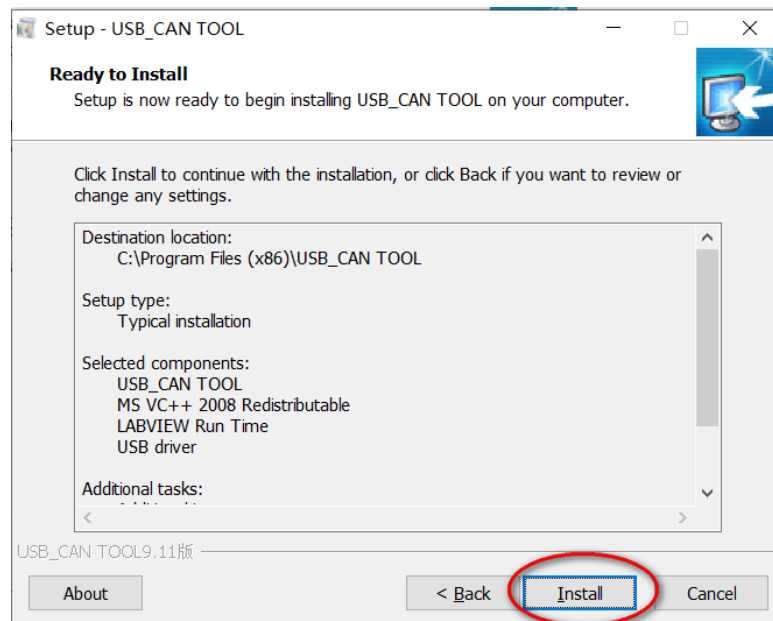 Setup - USB_CAN TOOL
Ready to Install
Setup is now ready to begin installing USB_CAN TOOL on your computer.
Click Install to continue with the installation, or click Back if you want to review or
change any settings.
Destination location:
C:\Program Files (x86)\USB_CAN TOOL
Setup type:
Typical installation
Selected components:
USB_CAN TOOL
MS VC++ 2008 Redistributable
LABVIEW Run Time
USB driver
Additional tasks:
USB_CAN TOOL9.11版
About
< Back
Install
Cancel